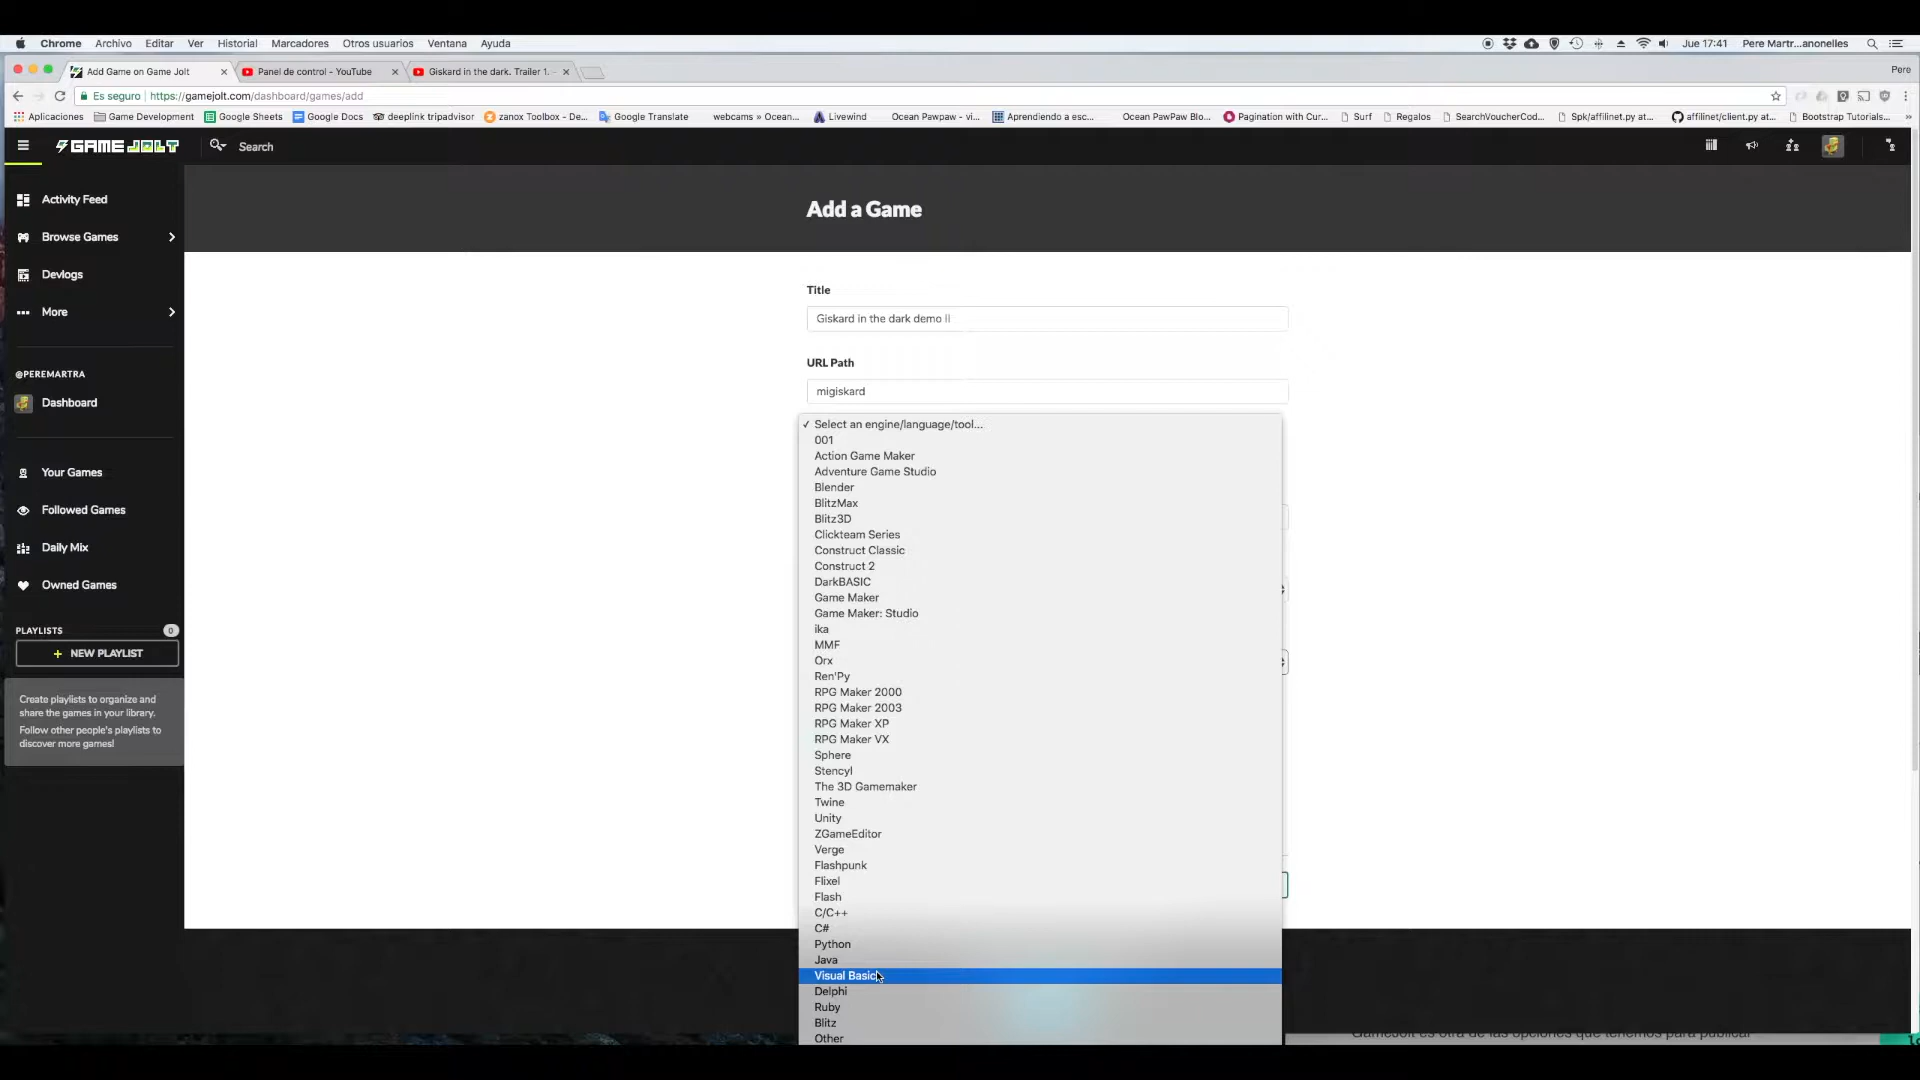 Chrome Archivo Editar Ver Historial Marcadores Otros usuarios Ventana Ayuda Jue 17:41 Pere Martr...anonelles
Add Game on Game Jolt Panel de control - YouTube Giskard in the dark. Trailer 1. - Pere
Es seguro https://gamejolt.com/dashboard/games/add
Aplicaciones Game Development Google Sheets Google Docs deeplink tripadvisor zanox Toolbox - De... Google Translate webcams » Ocean... Livewind Ocean Pawpaw - vi... Aprendiendo a esc... Ocean PawPaw Blo... Pagination with Cur... Surf Regalos SearchVoucherCod... Spk/affilinet.py at... affilinet/client.py at... Bootstrap Tutorials... »
GAME JOLT Search
Add a Game
Activity Feed
Browse Games
Devlogs
More
@PEREMARTRA
Dashboard
Your Games
Followed Games
Daily Mix
Owned Games
PLAYLISTS 0
+ NEW PLAYLIST
Create playlists to organize and
share the games in your library.
Follow other people's playlists to
discover more games!
Title
Giskard in the dark demo II
URL Path
migiskard
✓ Select an engine/language/tool...
001
Action Game Maker
Adventure Game Studio
Blender
BlitzMax
Blitz3D
Clickteam Series
Construct Classic
Construct 2
DarkBASIC
Game Maker
Game Maker: Studio
ika
MMF
Orx
Ren'Py
RPG Maker 2000
RPG Maker 2003
RPG Maker XP
RPG Maker VX
Sphere
Stencyl
The 3D Gamemaker
Twine
Unity
ZGameEditor
Verge
Flashpunk
Flixel
Flash
C/C++
C#
Python
Java
Visual Basic
Delphi
Ruby
Blitz
Other
GameJolt es otra de las opciones que tenemos para publicar